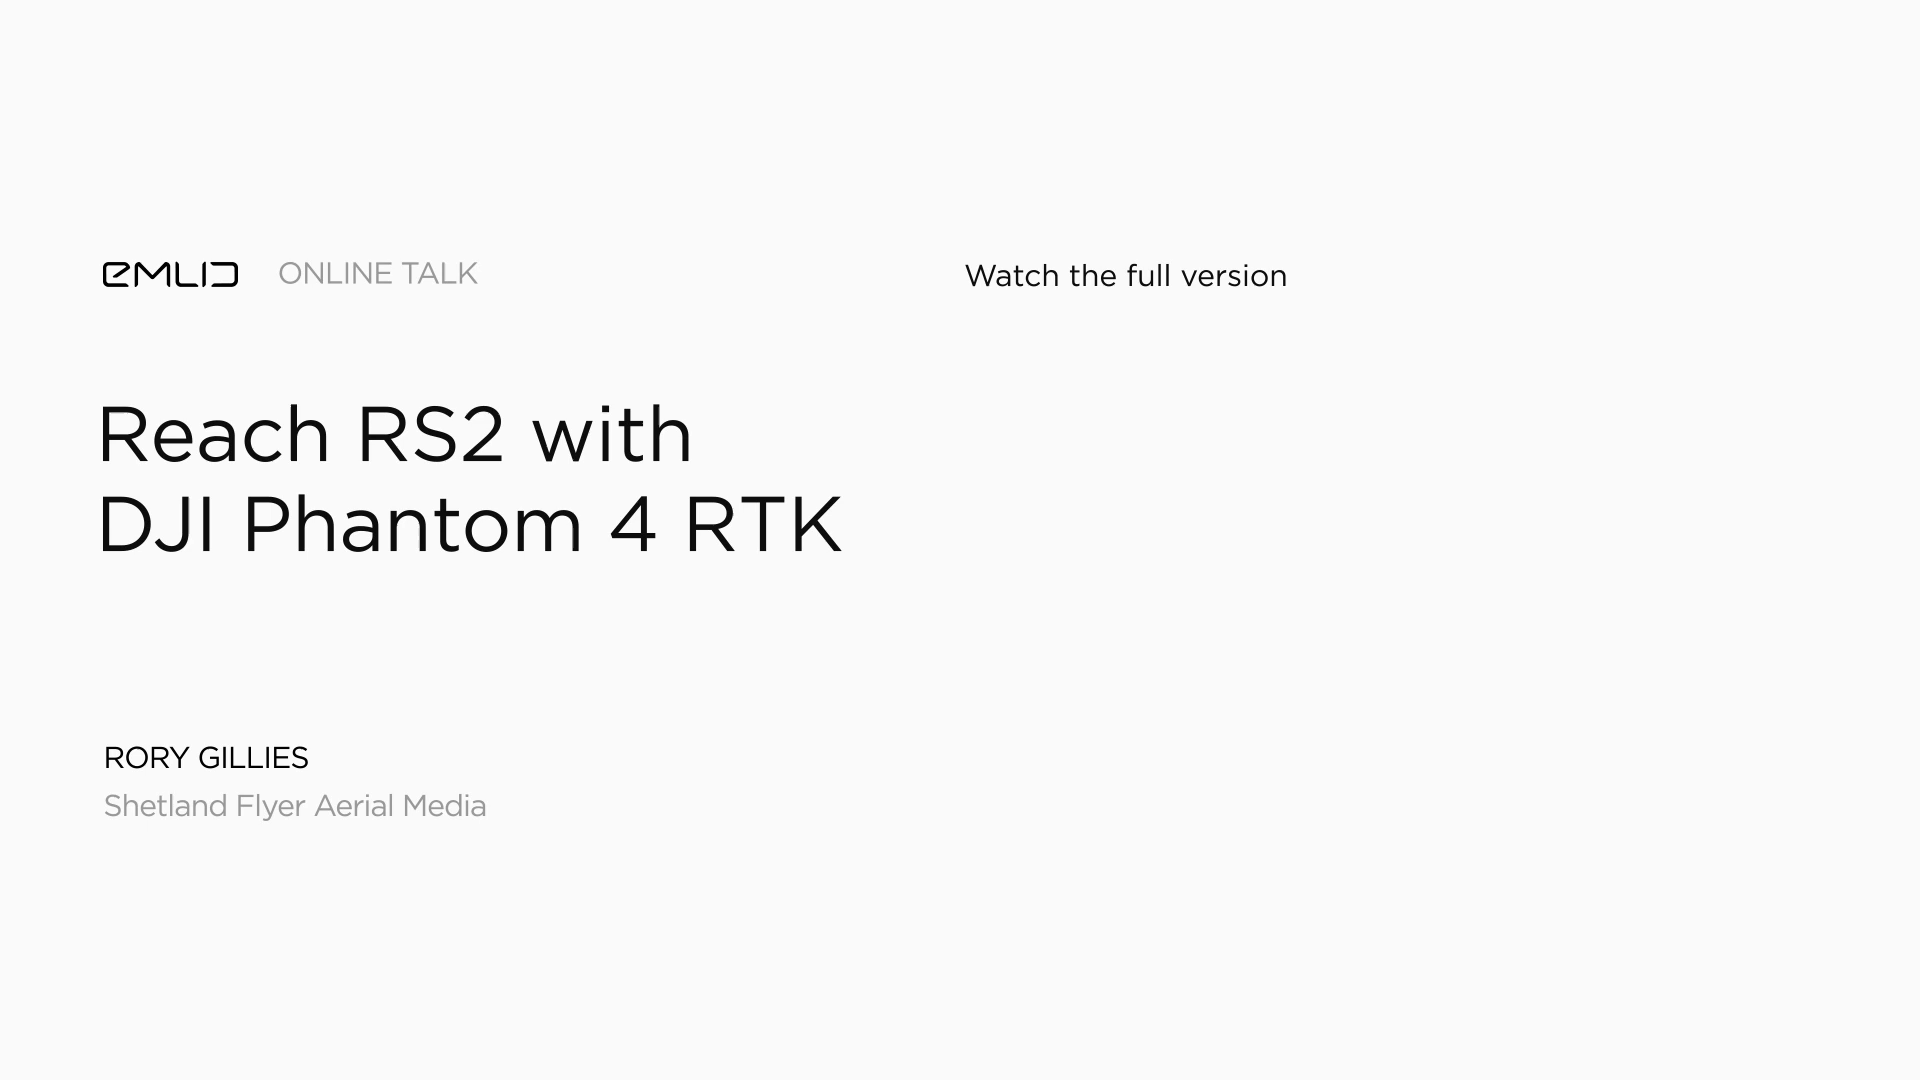 EMLID ONLINE TALK
Watch the full version
Reach RS2 with
DJI Phantom 4 RTK
RORY GILLIES
Shetland Flyer Aerial Media